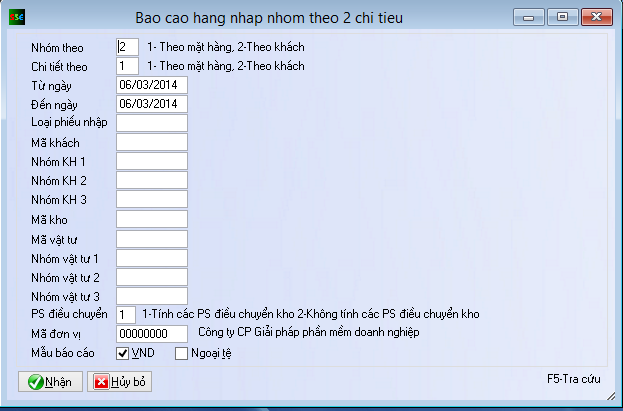 SE
Bao cao hang nhap nhom theo 2 chi tieu
Nhóm theo 2 1- Theo mặt hàng, 2-Theo khách
Chi tiết theo 1 1- Theo mặt hàng, 2-Theo khách
Từ ngày 06/03/2014
Đến ngày 06/03/2014
Loại phiếu nhập
Mã khách
Nhóm KH 1
Nhóm KH 2
Nhóm KH 3
Mã kho
Mã vật tư
Nhóm vật tư 1
Nhóm vật tư 2
Nhóm vật tư 3
PS điều chuyển 1 1-Tính các PS điều chuyển kho 2-Không tính các PS điều chuyển kho
Mã đơn vị 00000000 Công ty CP Giải pháp phần mềm doanh nghiệp
Mẫu báo cáo VND Ngoại tệ
Nhận Hủy bỏ F5-Tra cứu